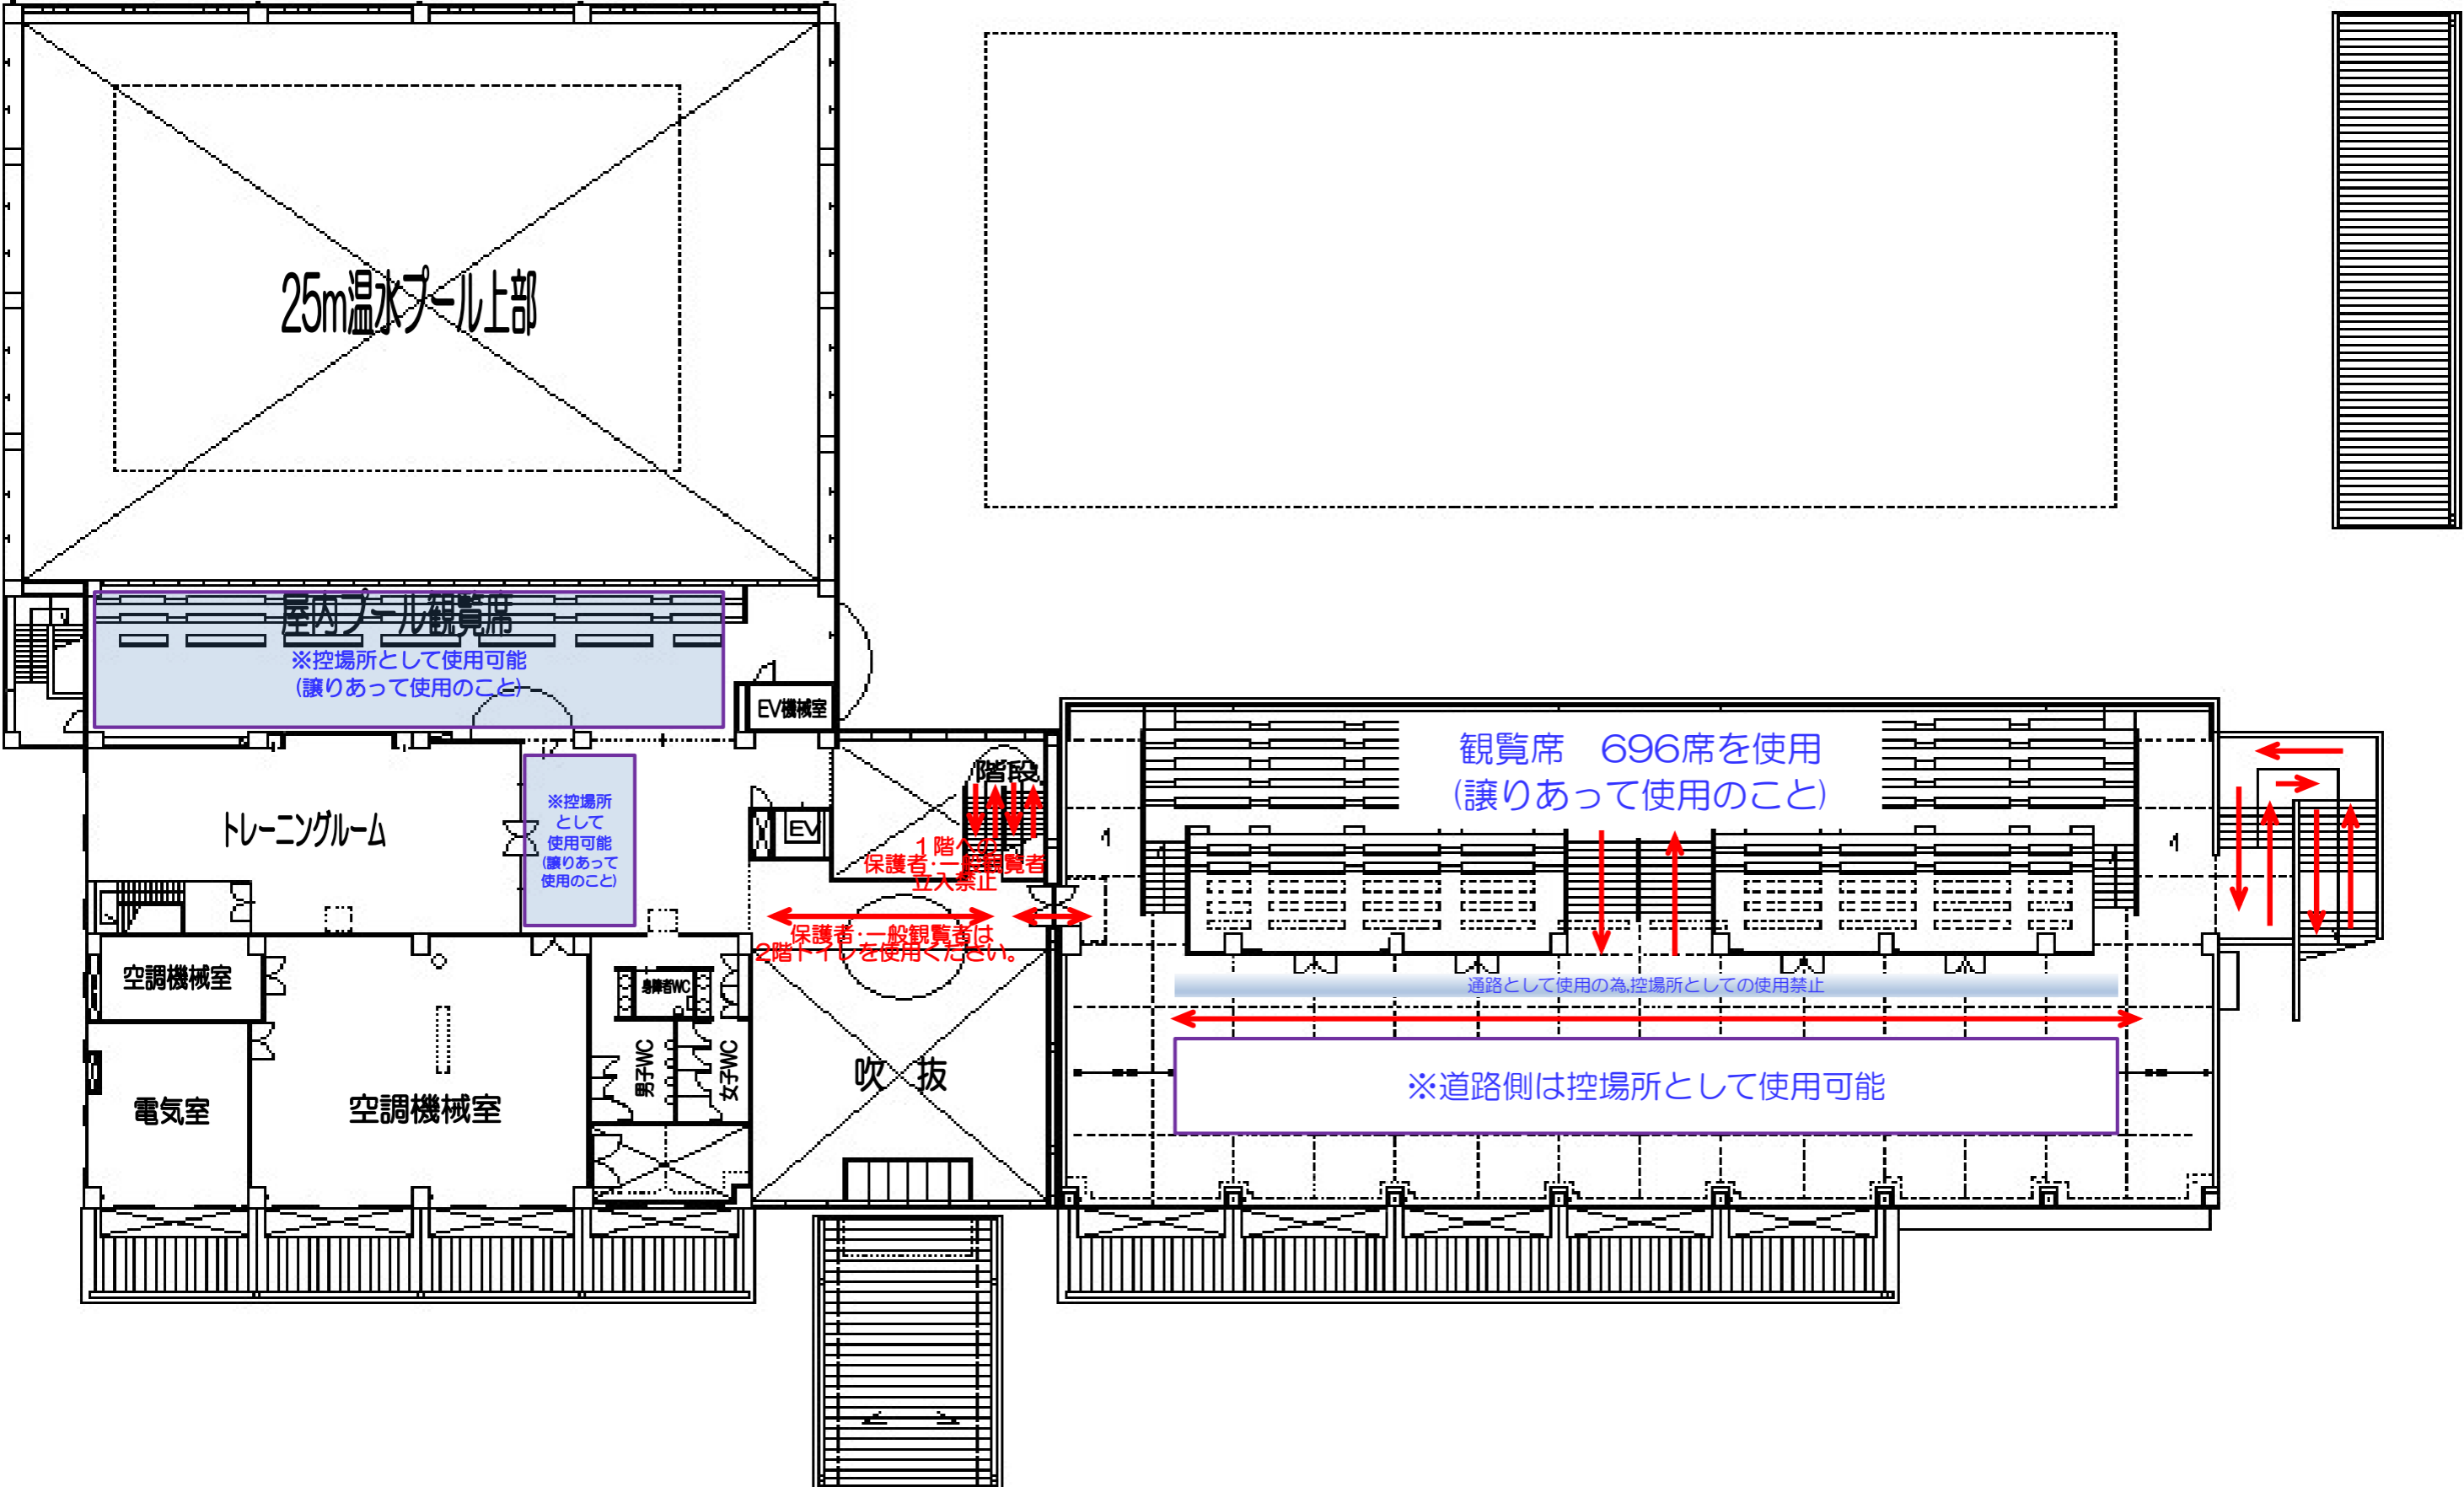 25m温水プール上部
屋内プール観覧席
※控場所として使用可能
(譲りあって使用のこと)
EV機械室
トレーニングルーム
※控場所
として
使用可能
(譲りあって
使用のこと)
EV
階段
1階への
保護者・一般観覧者
立入禁止
保護者・一般観覧者は
2階トイレを使用ください。
観覧席 696席を使用
(譲りあって使用のこと)
通路として使用の為,控場所としての使用禁止
※道路側は控場所として使用可能
空調機械室
身障者WC
男子WC
女子WC
吹抜
電気室
空調機械室